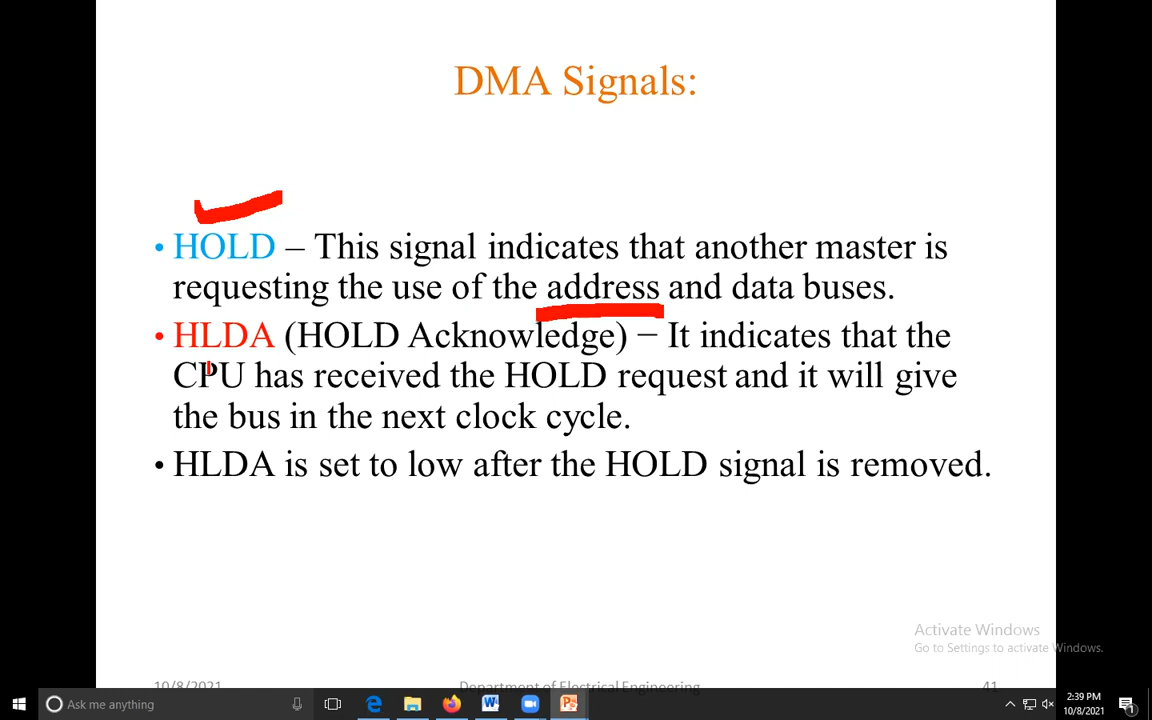 DMA Signals:
• HOLD – This signal indicates that another master is
requesting the use of the address and data buses.
• HLDA (HOLD Acknowledge) − It indicates that the
CPU has received the HOLD request and it will give
the bus in the next clock cycle.
• HLDA is set to low after the HOLD signal is removed.
Activate Windows
Go to Settings to activate Windows.
10/8/2021 Department of Electrical Engineering 41
Ask me anything
2:39 PM
10/8/2021
1